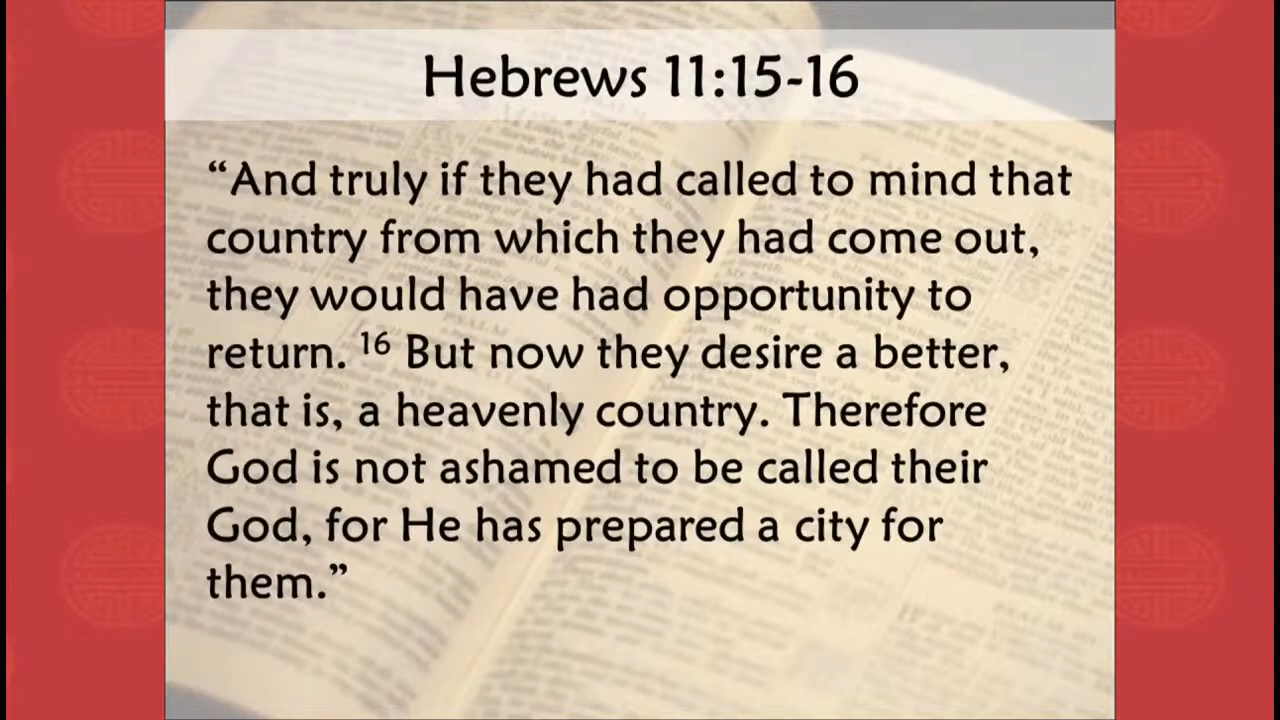 Hebrews 11:15-16
“And truly if they had called to mind that
country from which they had come out,
they would have had opportunity to
return. 16 But now they desire a better,
that is, a heavenly country. Therefore
God is not ashamed to be called their
God, for He has prepared a city for
them.”